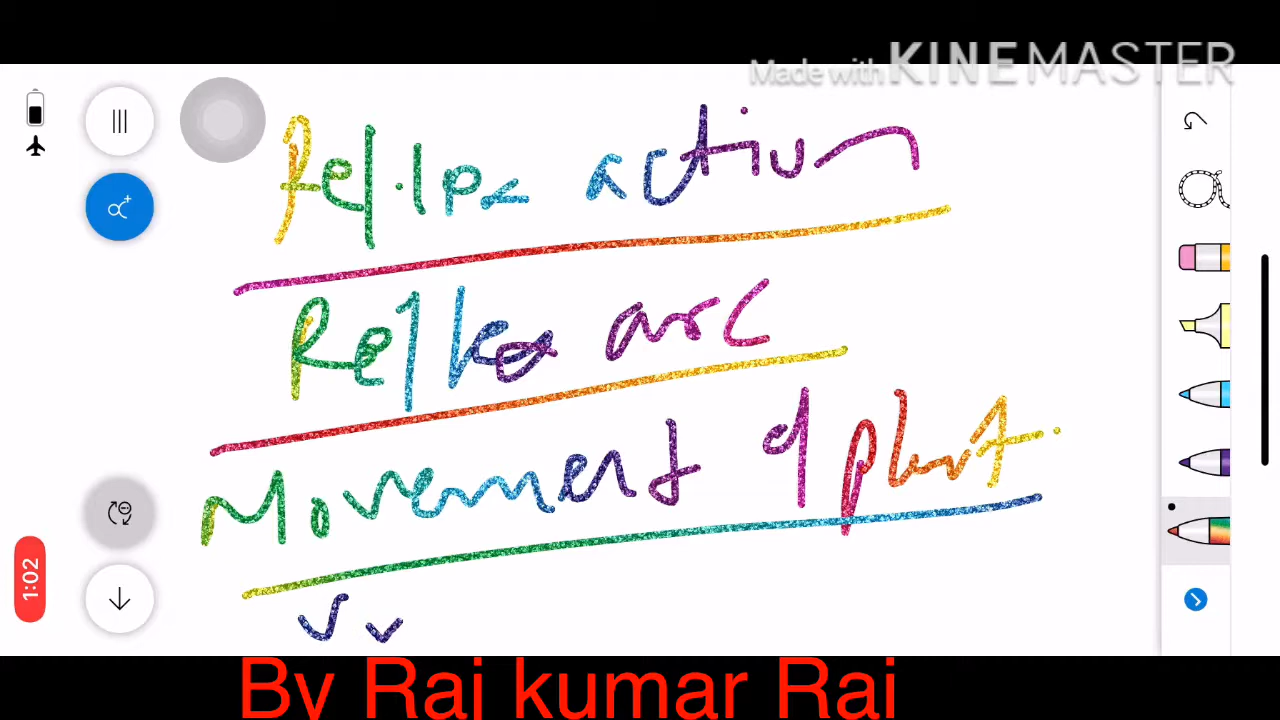 Made with KINEMASTER
Reflex action
Reflex arc
Movement of plant.
1:02
By Raj kumar Rai